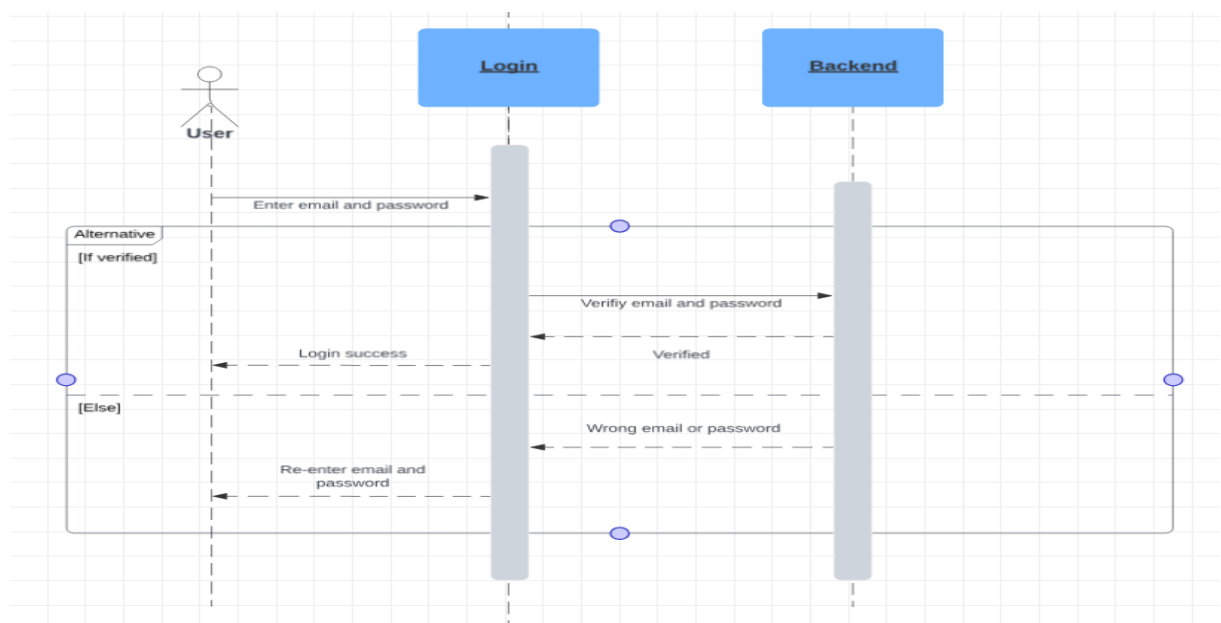 Login
Backend
User
Enter email and password
Alternative
[If verified]
Verifiy email and password
Login success
Verified
[Else]
Wrong email or password
Re-enter email and
password